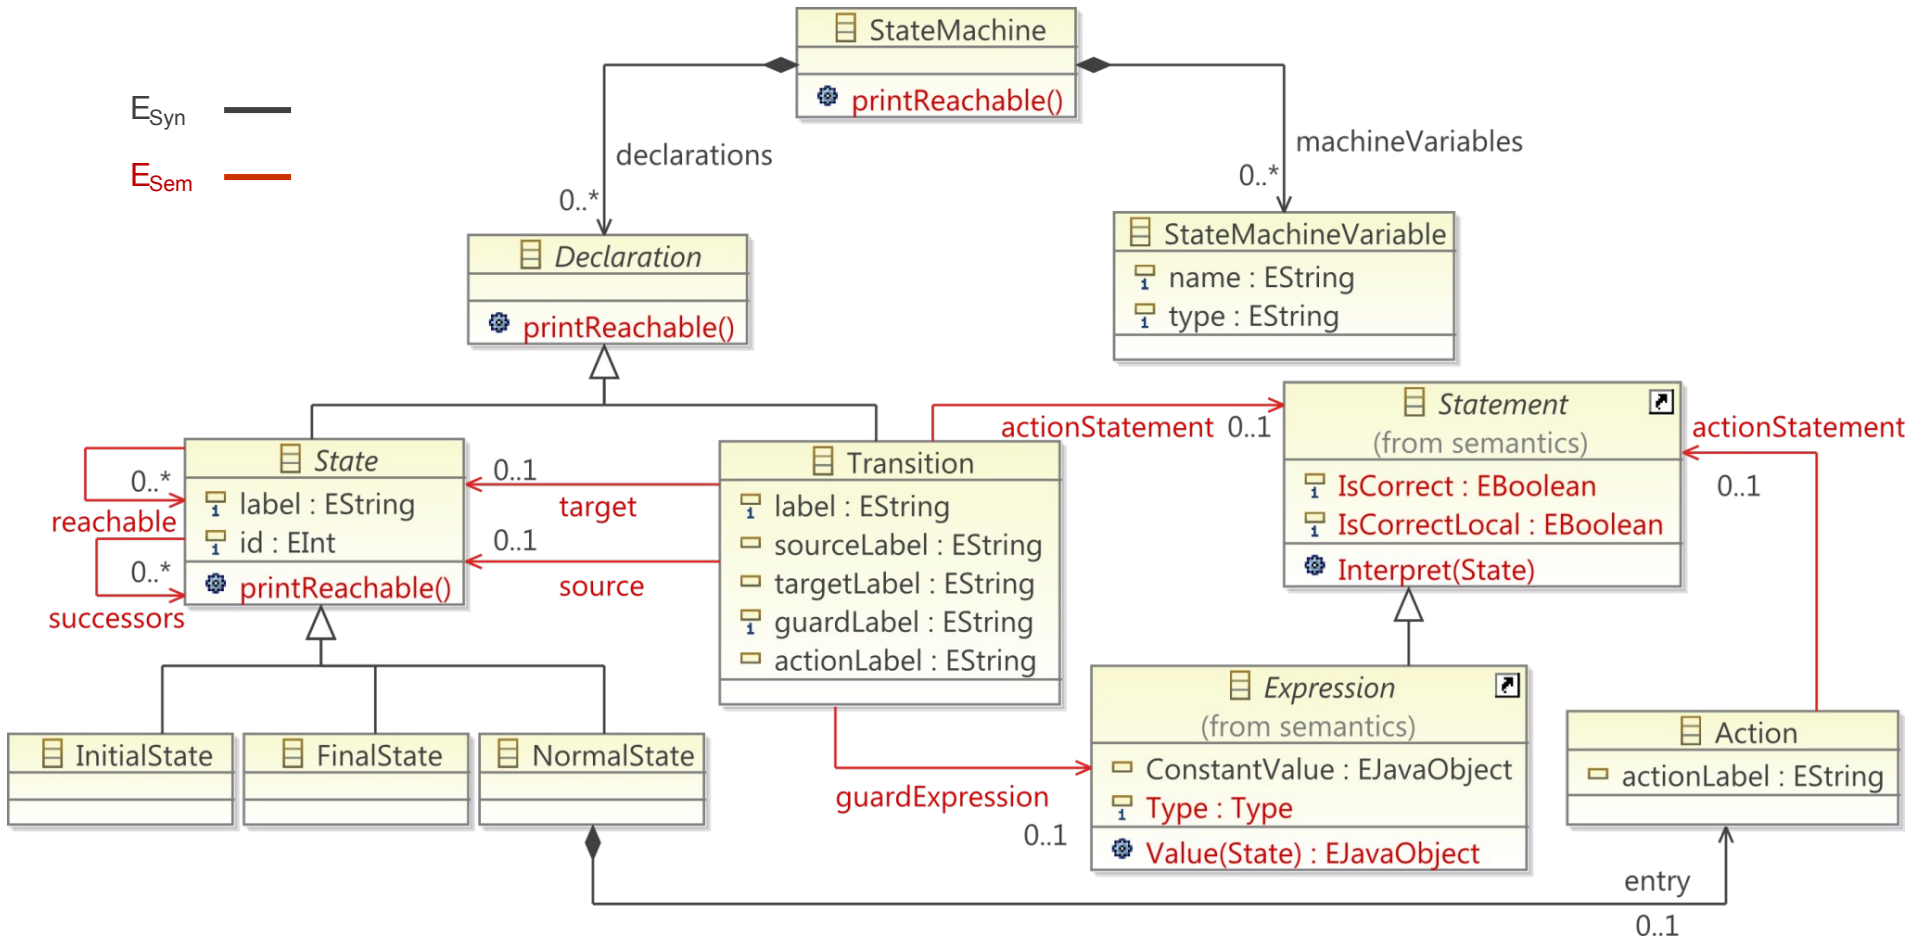 StateMachine
printReachable()
E_Syn
E_Sem
declarations
0..*
machineVariables
0..*
Declaration
printReachable()
StateMachineVariable
name : EString
type : EString
State
label : EString
id : EInt
printReachable()
0..*
reachable
0..*
successors
0..1
target
0..1
source
Transition
label : EString
sourceLabel : EString
targetLabel : EString
guardLabel : EString
actionLabel : EString
actionStatement 0..1
Statement
(from semantics)
IsCorrect : EBoolean
IsCorrectLocal : EBoolean
Interpret(State)
actionStatement
0..1
InitialState
FinalState
NormalState
guardExpression
0..1
Expression
(from semantics)
ConstantValue : EJavaObject
Type : Type
Value(State) : EJavaObject
Action
actionLabel : EString
entry
0..1